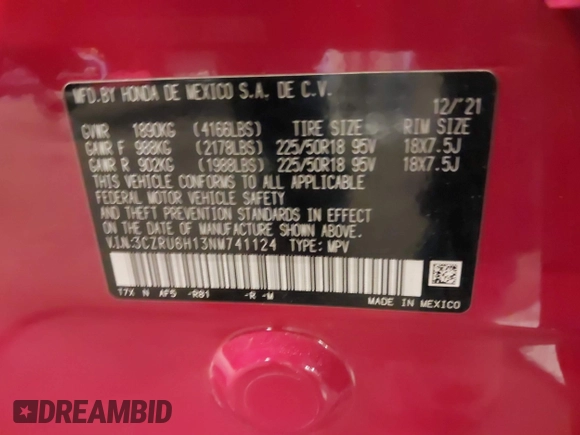 MFD.BY HONDA DE MEXICO S.A. DE C.V.
12/'21
GVWR 1890KG (4166LBS) TIRE SIZE RIM SIZE
GAWR F 988KG (2178LBS) 225/50R18 95V 18X7.5J
GAWR R 902KG (1988LBS) 225/50R18 95V 18X7.5J
THIS VEHICLE CONFORMS TO ALL APPLICABLE
FEDERAL MOTOR VEHICLE SAFETY
AND THEFT PREVENTION STANDARDS IN EFFECT
ON THE DATE OF MANUFACTURE SHOWN ABOVE.
V.I.N:3CZRU6H13NM741124 TYPE: MPV
17X N AF5 -R81 -R -M
MADE IN MEXICO
DREAMBID